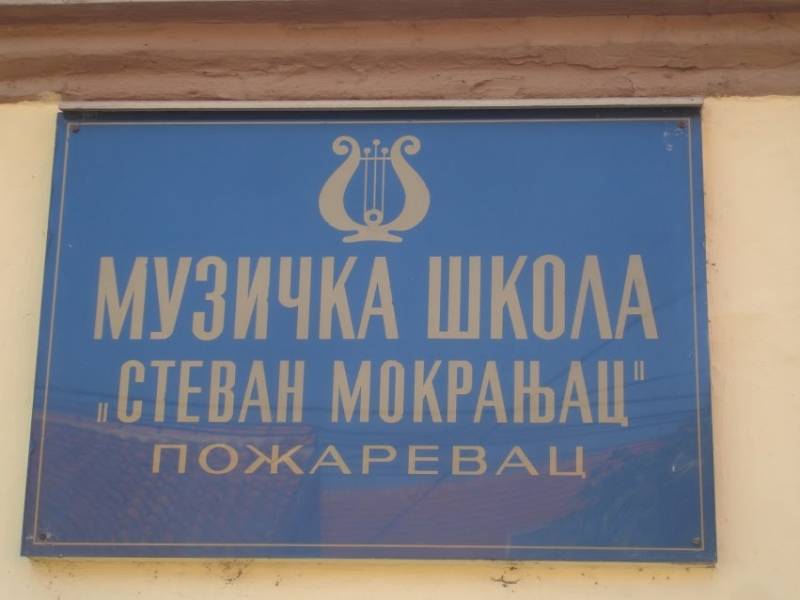 МУЗИЧКА ШКОЛА
„СТЕВАН МОКРАЊАЦ"
ПОЖАРЕВАЦ